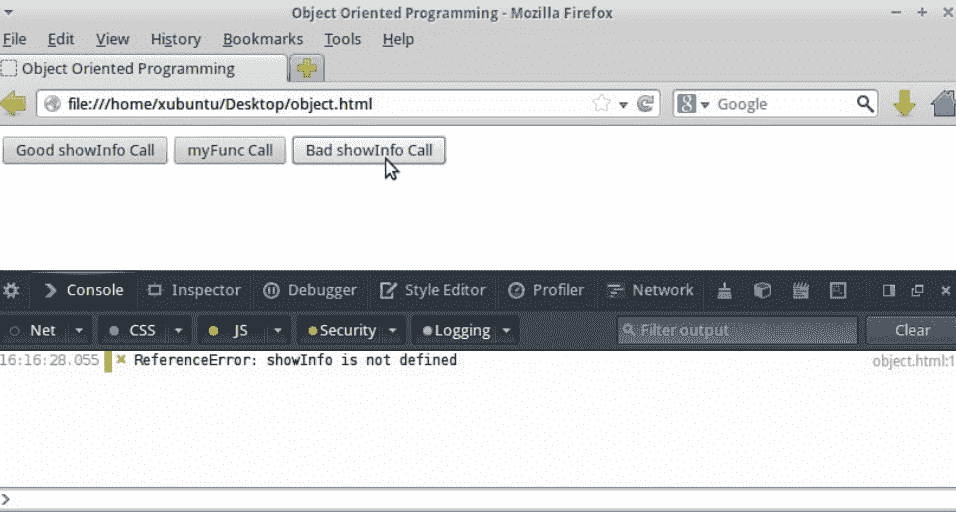 Object Oriented Programming - Mozilla Firefox
File Edit View History Bookmarks Tools Help
Object Oriented Programming
file:///home/xubuntu/Desktop/object.html Google
Good showInfo Call myFunc Call Bad showInfo Call
Console Inspector Debugger Style Editor Profiler Network
Net CSS JS Security Logging Filter output Clear
16:16:28.055 ReferenceError: showInfo is not defined object.html:1